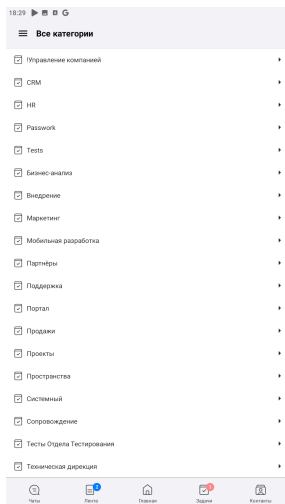 18:29
Все категории
!Управление компанией
CRM
HR
Passwork
Tests
Бизнес-анализ
Внедрение
Маркетинг
Мобильная разработка
Партнёры
Поддержка
Портал
Продажи
Проекты
Пространства
Системный
Сопровождение
Тесты Отдела Тестирования
Техническая дирекция
Чаты
Лента
Главная
Задачи
Контакты